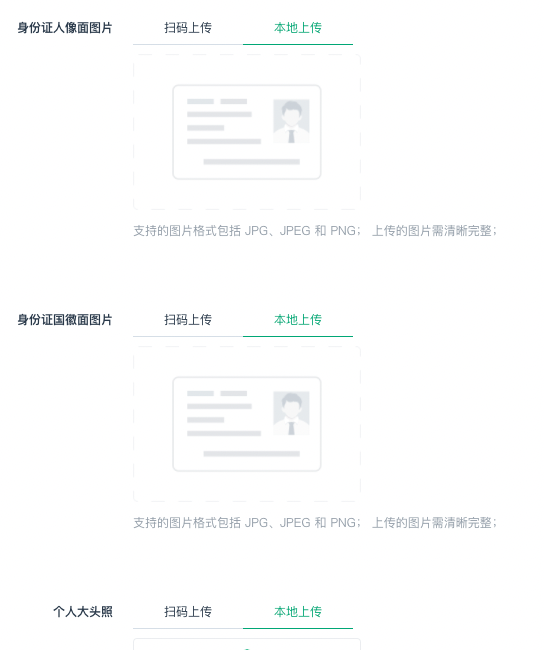 身份证人像面图片 扫码上传 本地上传
支持的图片格式包括 JPG、JPEG 和 PNG； 上传的图片需清晰完整；
身份证国徽面图片 扫码上传 本地上传
支持的图片格式包括 JPG、JPEG 和 PNG； 上传的图片需清晰完整；
个人大头照 扫码上传 本地上传